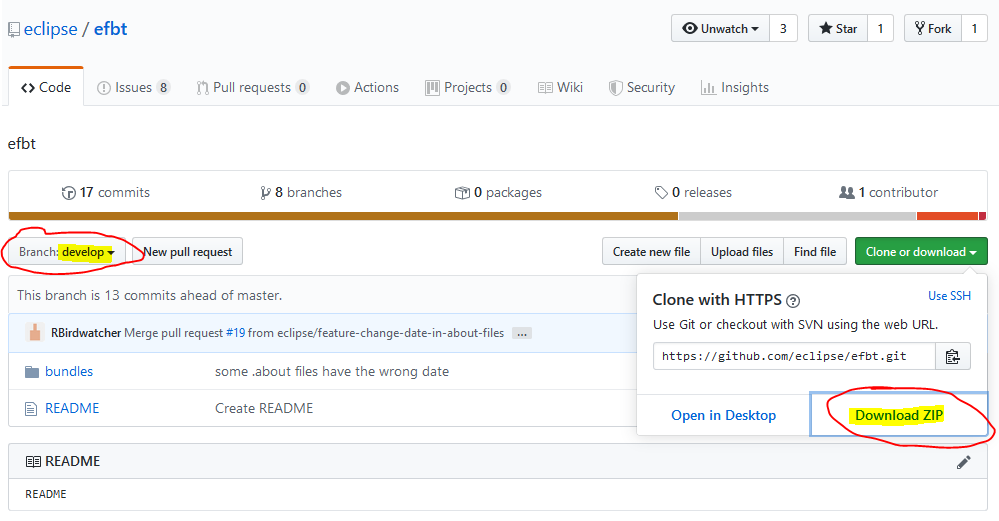 eclipse / efbt
Unwatch 3 Star 1 Fork 1
Code Issues 8 Pull requests 0 Actions Projects 0 Wiki Security Insights
efbt
17 commits 8 branches 0 packages 0 releases 1 contributor
Branch: develop New pull request Create new file Upload files Find file Clone or download
This branch is 13 commits ahead of master.
RBirdwatcher Merge pull request #19 from eclipse/feature-change-date-in-about-files ...
bundles some .about files have the wrong date
README Create README
Clone with HTTPS ? Use SSH
Use Git or checkout with SVN using the web URL.
https://github.com/eclipse/efbt.git
Open in Desktop Download ZIP
README
README